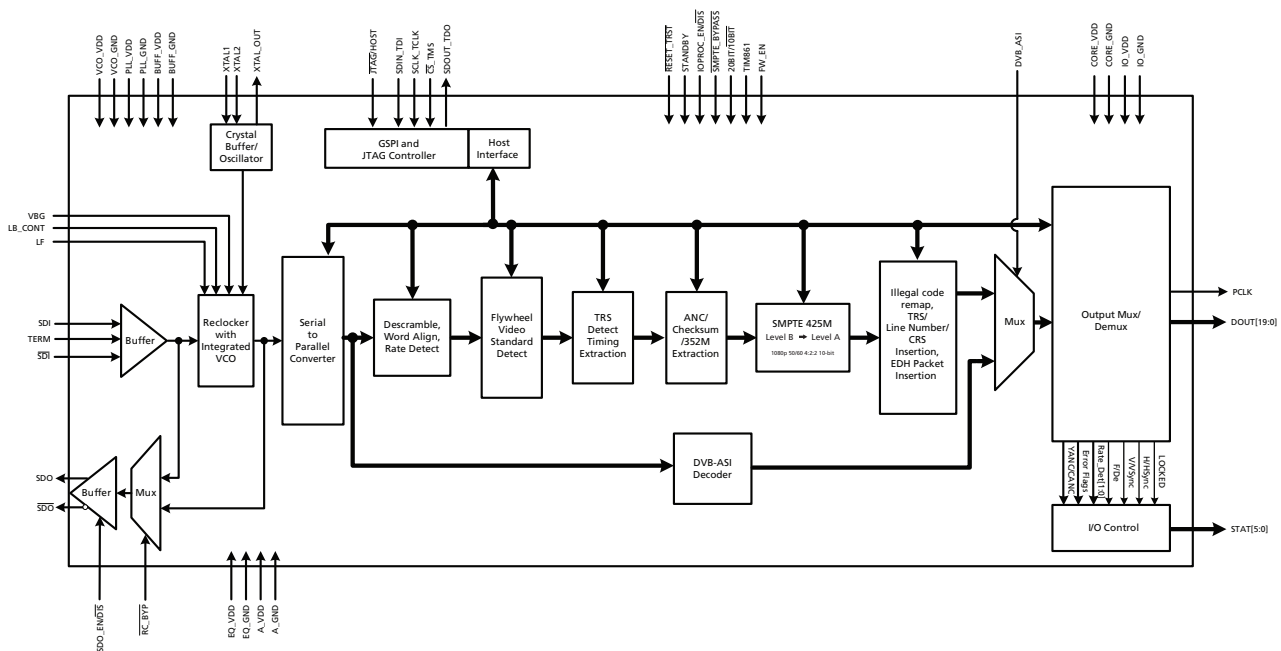 VCO_VDD
VCO_GND
PLL_VDD
PLL_GND
BUFF_VDD
BUFF_GND
XTAL1
XTAL2
XTAL_OUT
JTAG/HOST
SDIN_TDI
SCLK_TCLK
CS_TMS
SDOUT_TDO
RESET_TRST
STANDBY
IOPROC_EN/DIS
SMPTE_BYPASS
20BIT/10BIT
TIM861
FW_EN
DVB_ASI
CORE_VDD
CORE_GND
IO_VDD
IO_GND
Crystal
Buffer/
Oscillator
GSPI and
JTAG Controller
Host
Interface
VBG
LB_CONT
LF
SDI
TERM
SDI
Buffer
Reclocker
with
Integrated
VCO
Serial
to
Parallel
Converter
Descramble,
Word Align,
Rate Detect
Flywheel
Video
Standard
Detect
TRS
Detect
Timing
Extraction
ANC/
Checksum
/352M
Extraction
SMPTE 425M
Level B → Level A
1080p 50/60 4:2:2 10-bit
Illegal code
remap,
TRS/
Line Number/
CRS
Insertion,
EDH Packet
Insertion
Mux
Output Mux/
Demux
PCLK
DOUT[19:0]
DVB-ASI
Decoder
YANC/CANC
Error Flags
Rate_Det[1:0]
F/De
V/VSync
H/HSync
LOCKED
I/O Control
STAT[5:0]
SDO
SDO
Buffer
Mux
SDO_EN/DIS
RC_BYP
EQ_VDD
EQ_GND
A_VDD
A_GND